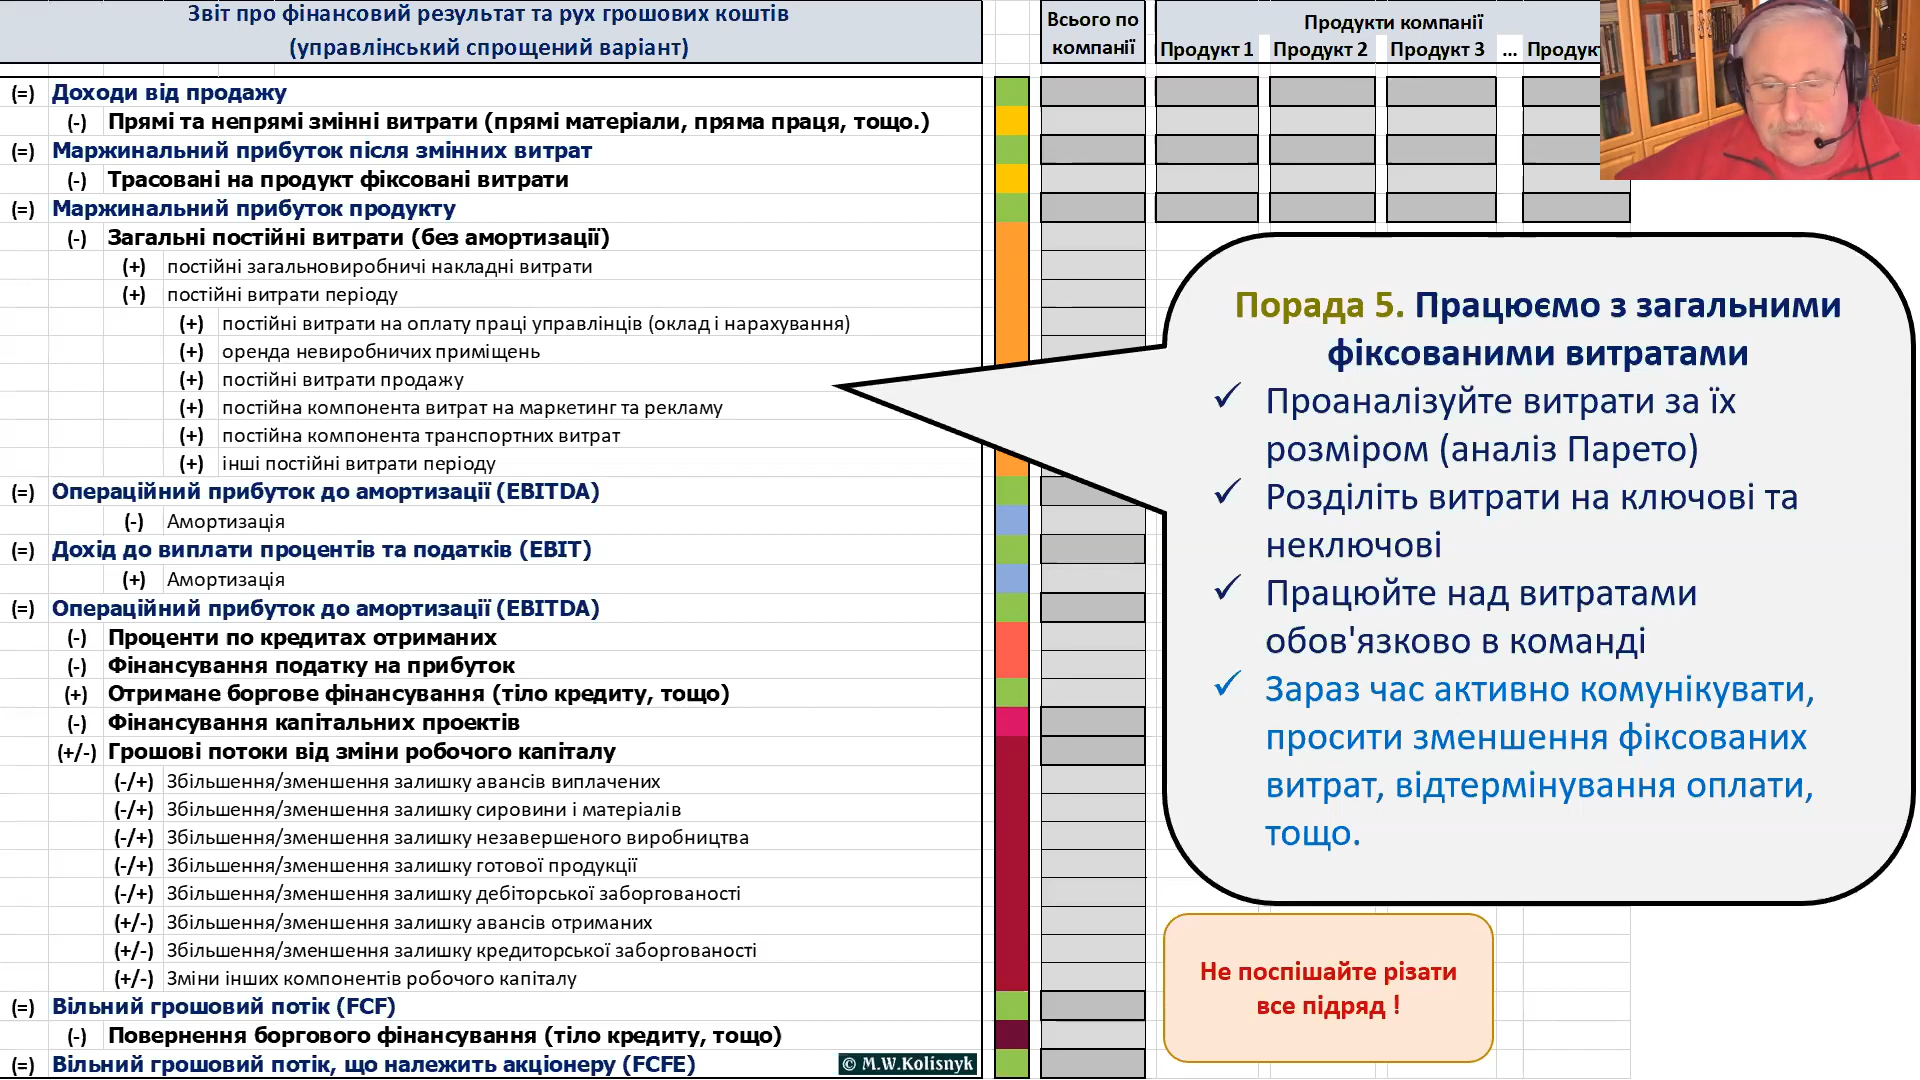 Звіт про фінансовий результат та рух грошових коштів
(управлінський спрощений варіант)
Всього по
компанії
Продукти компанії
Продукт 1 Продукт 2 Продукт 3 ... Продук
(=) Доходи від продажу
(-) Прямі та непрямі змінні витрати (прямі матеріали, пряма праця, тощо.)
(=) Маржинальний прибуток після змінних витрат
(-) Трасовані на продукт фіксовані витрати
(=) Маржинальний прибуток продукту
(-) Загальні постійні витрати (без амортизації)
(+) постійні загальновиробничі накладні витрати
(+) постійні витрати періоду
(+) постійні витрати на оплату праці управлінців (оклад і нарахування)
(+) оренда невиробничих приміщень
(+) постійні витрати продажу
(+) постійна компонента витрат на маркетинг та рекламу
(+) постійна компонента транспортних витрат
(+) інші постійні витрати періоду
(=) Операційний прибуток до амортизації (EBITDA)
(-) Амортизація
(=) Дохід до виплати процентів та податків (EBIT)
(+) Амортизація
(=) Операційний прибуток до амортизації (EBITDA)
(-) Проценти по кредитах отриманих
(-) Фінансування податку на прибуток
(+) Отримане боргове фінансування (тіло кредиту, тощо)
(-) Фінансування капітальних проектів
(+/-) Грошові потоки від зміни робочого капіталу
(-/+) Збільшення/зменшення залишку авансів виплачених
(-/+) Збільшення/зменшення залишку сировини і матеріалів
(-/+) Збільшення/зменшення залишку незавершеного виробництва
(-/+) Збільшення/зменшення залишку готової продукції
(-/+) Збільшення/зменшення залишку дебіторської заборгованості
(+/-) Збільшення/зменшення залишку авансів отриманих
(+/-) Збільшення/зменшення залишку кредиторської заборгованості
(+/-) Зміни інших компонентів робочого капіталу
(=) Вільний грошовий потік (FCF)
(-) Повернення боргового фінансування (тіло кредиту, тощо)
(=) Вільний грошовий потік, що належить акціонеру (FCFE)
© M.W.Kolisnyk
Порада 5. Працюємо з загальними
фіксованими витратами
✓ Проаналізуйте витрати за їх
розміром (аналіз Парето)
✓ Розділіть витрати на ключові та
неключові
✓ Працюйте над витратами
обов'язково в команді
✓ Зараз час активно комунікувати,
просити зменшення фіксованих
витрат, відтермінування оплати,
тощо.
Не поспішайте різати
все підряд !